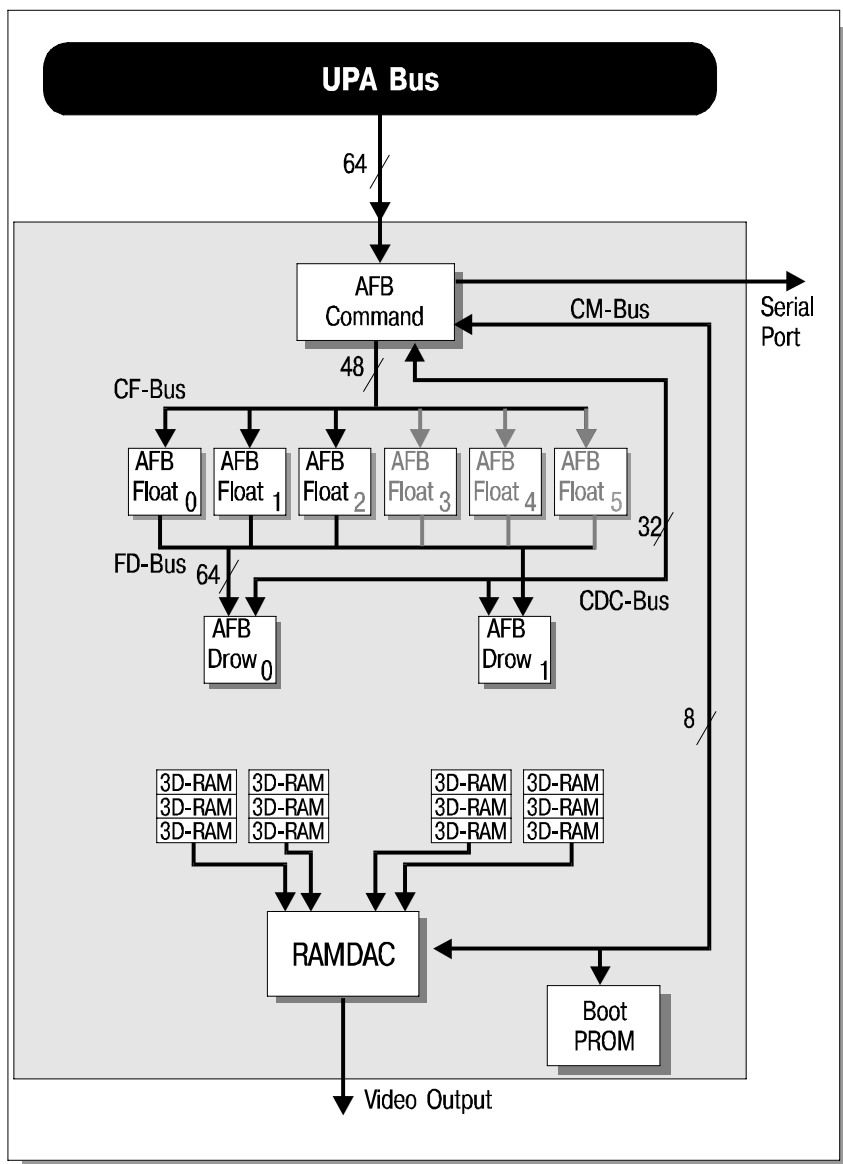 UPA Bus
64
AFB
Command
Serial
Port
CM-Bus
48
CF-Bus
AFB
Float 0
AFB
Float 1
AFB
Float 2
AFB
Float 3
AFB
Float 4
AFB
Float 5
32
FD-Bus
64
CDC-Bus
AFB
Drow 0
AFB
Drow 1
8
3D-RAM
3D-RAM
3D-RAM
3D-RAM
3D-RAM
3D-RAM
3D-RAM
3D-RAM
3D-RAM
3D-RAM
3D-RAM
3D-RAM
RAMDAC
Boot
PROM
Video Output